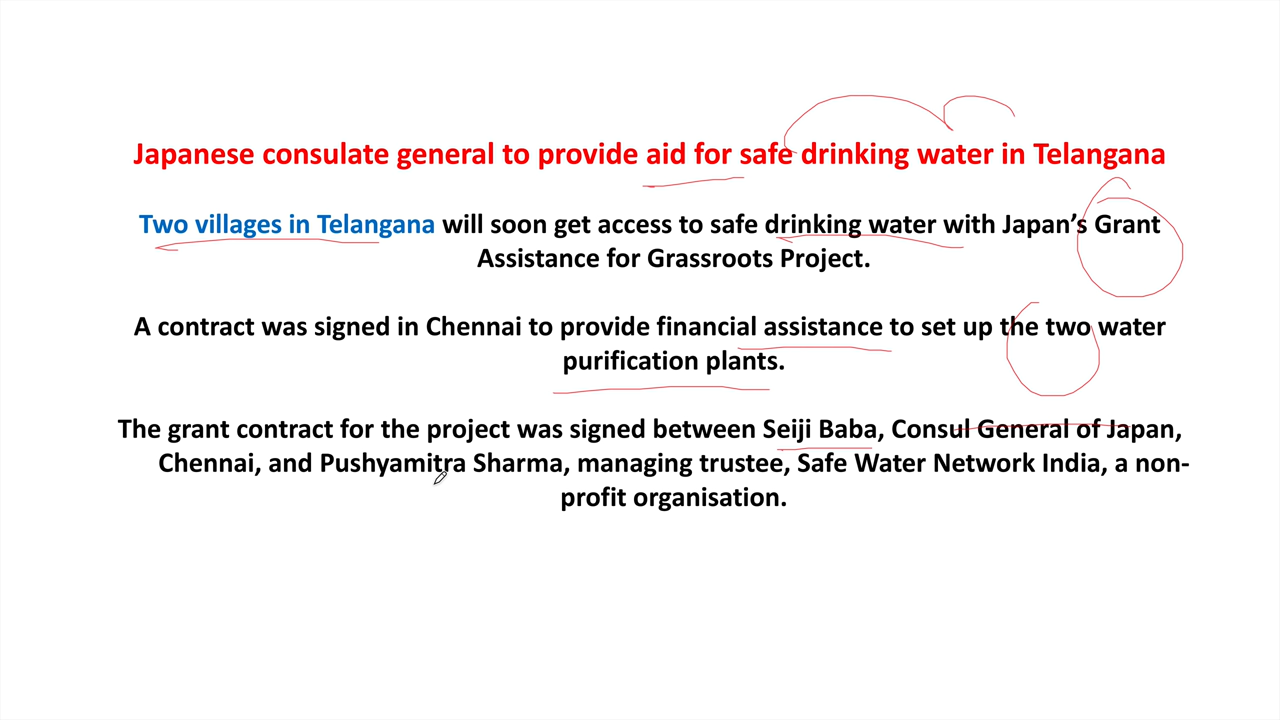 Japanese consulate general to provide aid for safe drinking water in Telangana
Two villages in Telangana will soon get access to safe drinking water with Japan’s Grant
Assistance for Grassroots Project.
A contract was signed in Chennai to provide financial assistance to set up the two water
purification plants.
The grant contract for the project was signed between Seiji Baba, Consul General of Japan,
Chennai, and Pushyamitra Sharma, managing trustee, Safe Water Network India, a non-
profit organisation.